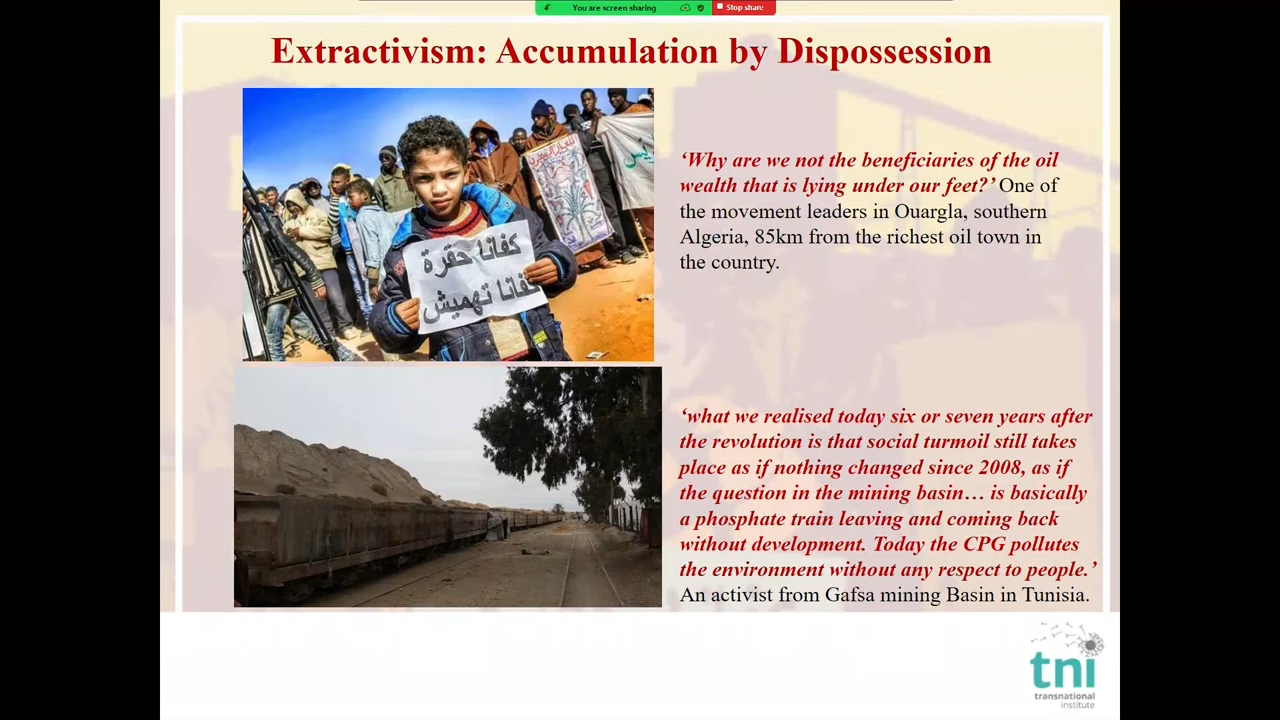 You are screen sharing
Stop share
Extractivism: Accumulation by Dispossession
كفانا حقرة
كفانا تهميش
‘Why are we not the beneficiaries of the oil
wealth that is lying under our feet?’ One of
the movement leaders in Ouargla, southern
Algeria, 85km from the richest oil town in
the country.
‘what we realised today six or seven years after
the revolution is that social turmoil still takes
place as if nothing changed since 2008, as if
the question in the mining basin… is basically
a phosphate train leaving and coming back
without development. Today the CPG pollutes
the environment without any respect to people.’
An activist from Gafsa mining Basin in Tunisia.
tni
transnational
institute